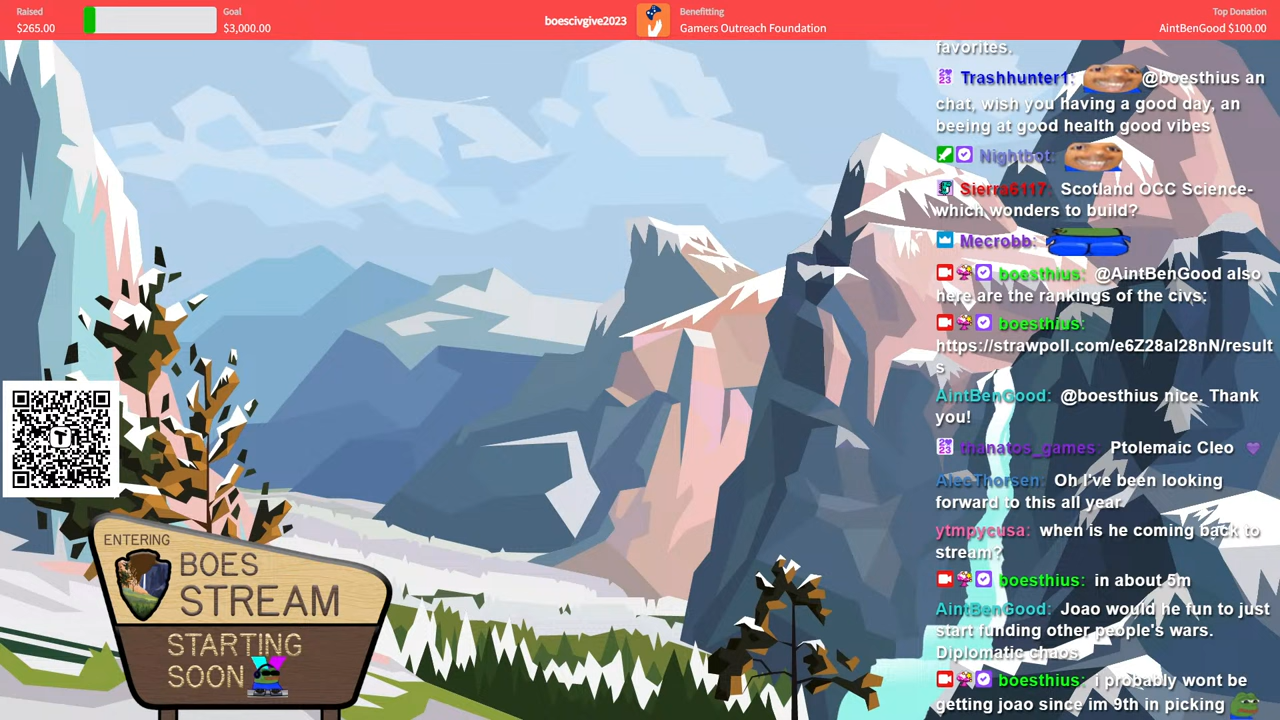 Raised
$265.00
Goal
$3,000.00
boescivgive2023
Benefitting
Gamers Outreach Foundation
Top Donation
AintBenGood $100.00
favorites.
Trashhunter1: @boesthius an
chat, wish you having a good day, an
beeing at good health good vibes
Nightbot:
Sierra6117: Scotland OCC Science-
which wonders to build?
Mecrobb:
boesthius: @AintBenGood also
here are the rankings of the civs:
boesthius:
https://strawpoll.com/e6Z28al28nN/result
s
AintBenGood: @boesthius nice. Thank
you!
thanatos_games: Ptolemaic Cleo
AlecThorsen: Oh I've been looking
forward to this all year
ytmpycusa: when is he coming back to
stream?
boesthius: in about 5m
AintBenGood: Joao would he fun to just
start funding other people's wars.
Diplomatic chaos
boesthius: i probably wont be
getting joao since im 9th in picking
ENTERING
BOES
STREAM
STARTING
SOON